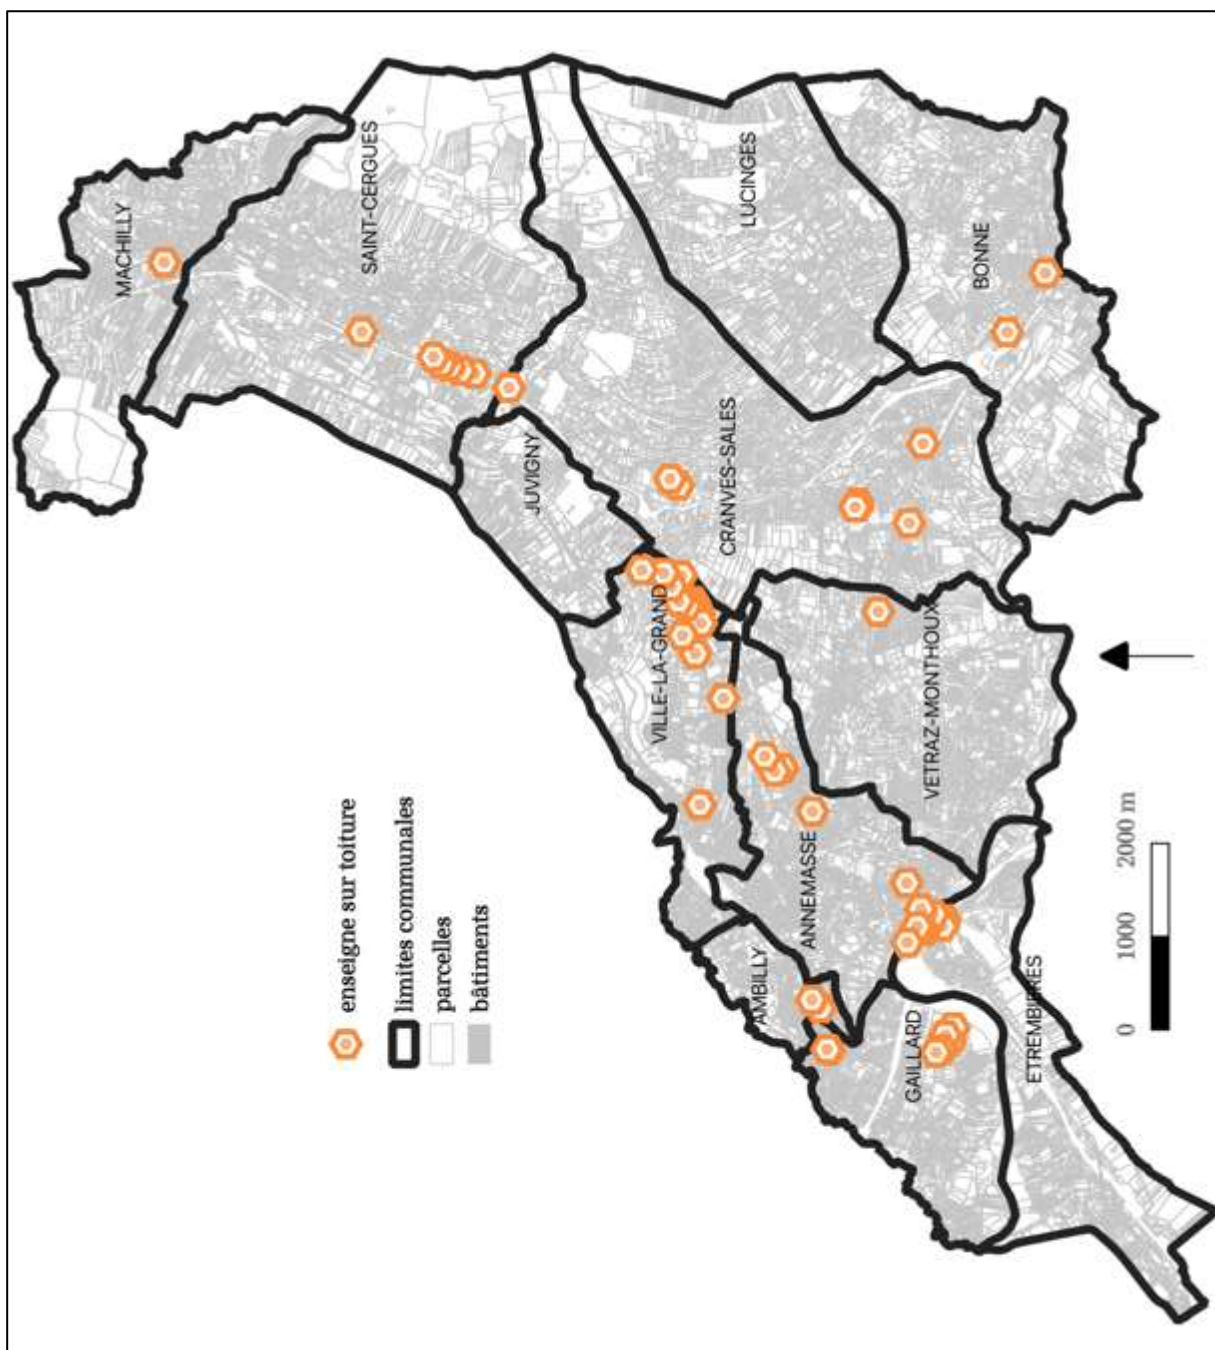 MACHILLY
SAINT-CERGUES
JUVIGNY
LUCINGES
BONNE
CRANVES-SALES
VILLE-LA-GRAND
VETRAZ-MONTHOUX
ANNEMASSE
AMBILLY
GAILLARD
ETREMBIERES
enseigne sur toiture
limites communales
parcelles
bâtiments
0 1000 2000 m